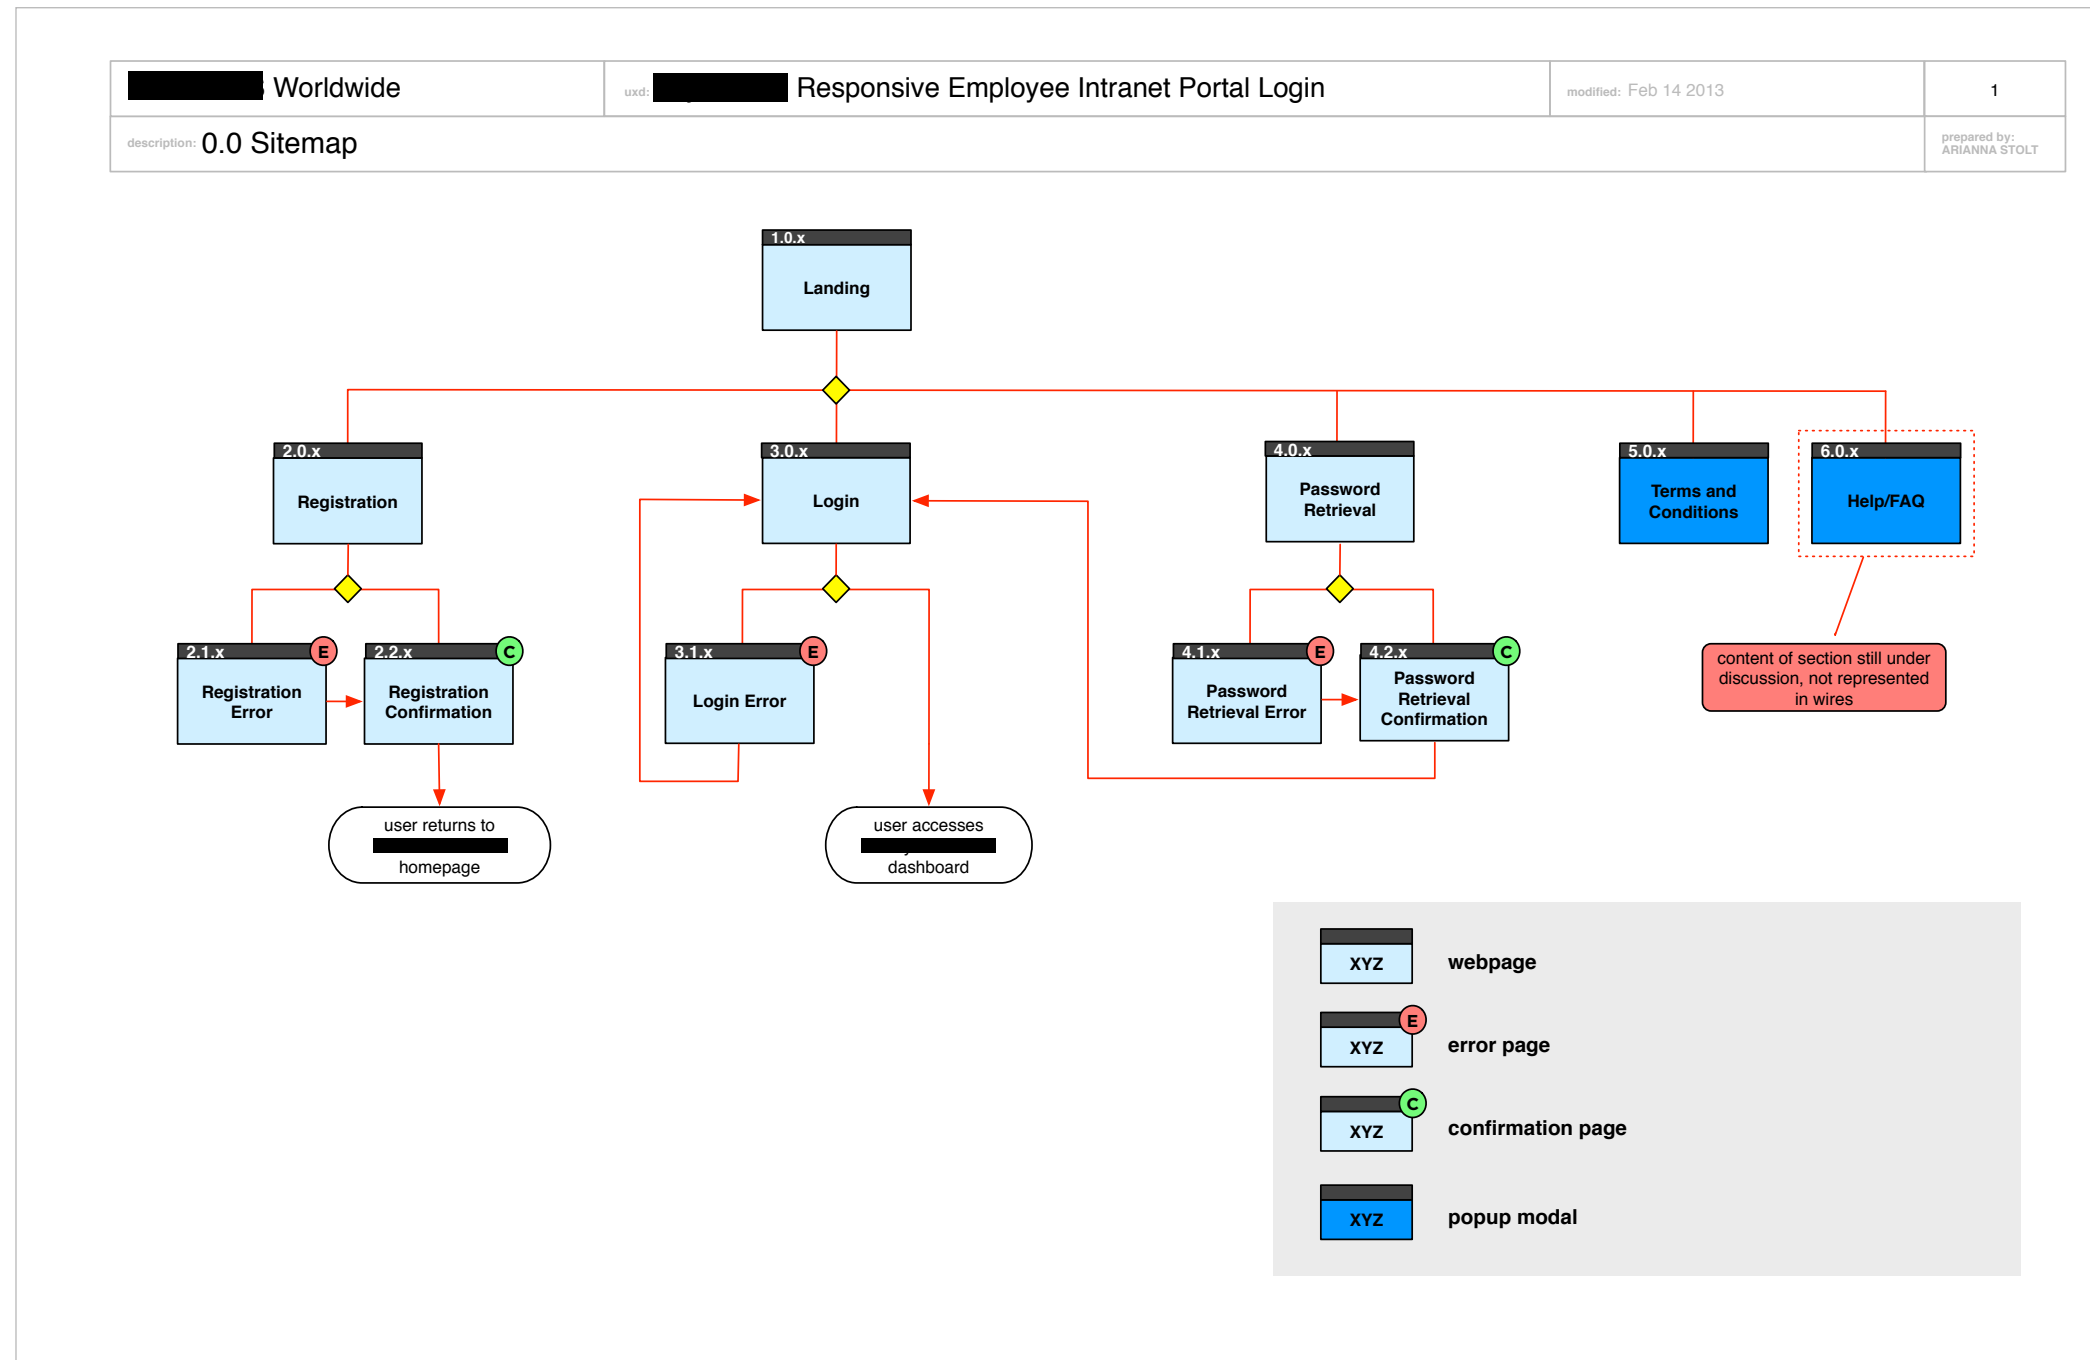 Worldwide
uxd: Responsive Employee Intranet Portal Login
modified: Feb 14 2013
1
description: 0.0 Sitemap
prepared by:
ARIANNA STOLT
1.0.x
Landing
2.0.x
Registration
3.0.x
Login
4.0.x
Password
Retrieval
5.0.x
Terms and
Conditions
6.0.x
Help/FAQ
2.1.x
E
Registration
Error
2.2.x
C
Registration
Confirmation
3.1.x
E
Login Error
4.1.x
E
Password
Retrieval Error
4.2.x
C
Password
Retrieval
Confirmation
content of section still under
discussion, not represented
in wires
user returns to
homepage
user accesses
dashboard
XYZ
webpage
E
XYZ
error page
C
XYZ
confirmation page
XYZ
popup modal